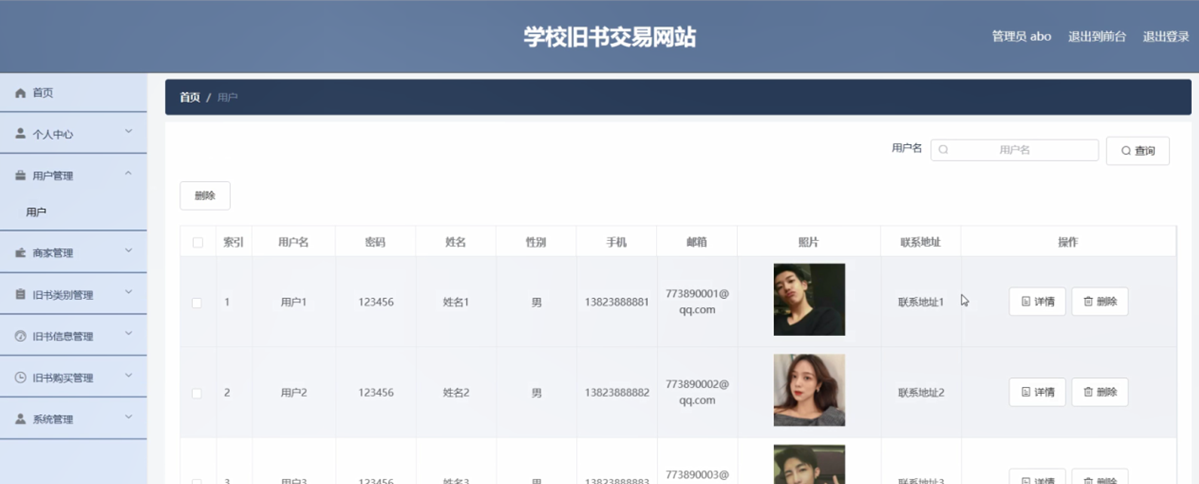 学校旧书交易网站
管理员 abo 退出到前台 退出登录
首页
个人中心
用户管理
用户
商家管理
旧书类别管理
旧书信息管理
旧书购买管理
系统管理
首页 / 用户
用户名 用户名 查询
删除
索引 用户名 密码 姓名 性别 手机 邮箱 照片 联系地址 操作
1 用户1 123456 姓名1 男 13823888881 773890001@
qq.com 联系地址1 详情 删除
2 用户2 123456 姓名2 男 13823888882 773890002@
qq.com 联系地址2 详情 删除
3 用户3 123456 姓名3 男 13823888883 773890003@
联系地址3 详情 删除